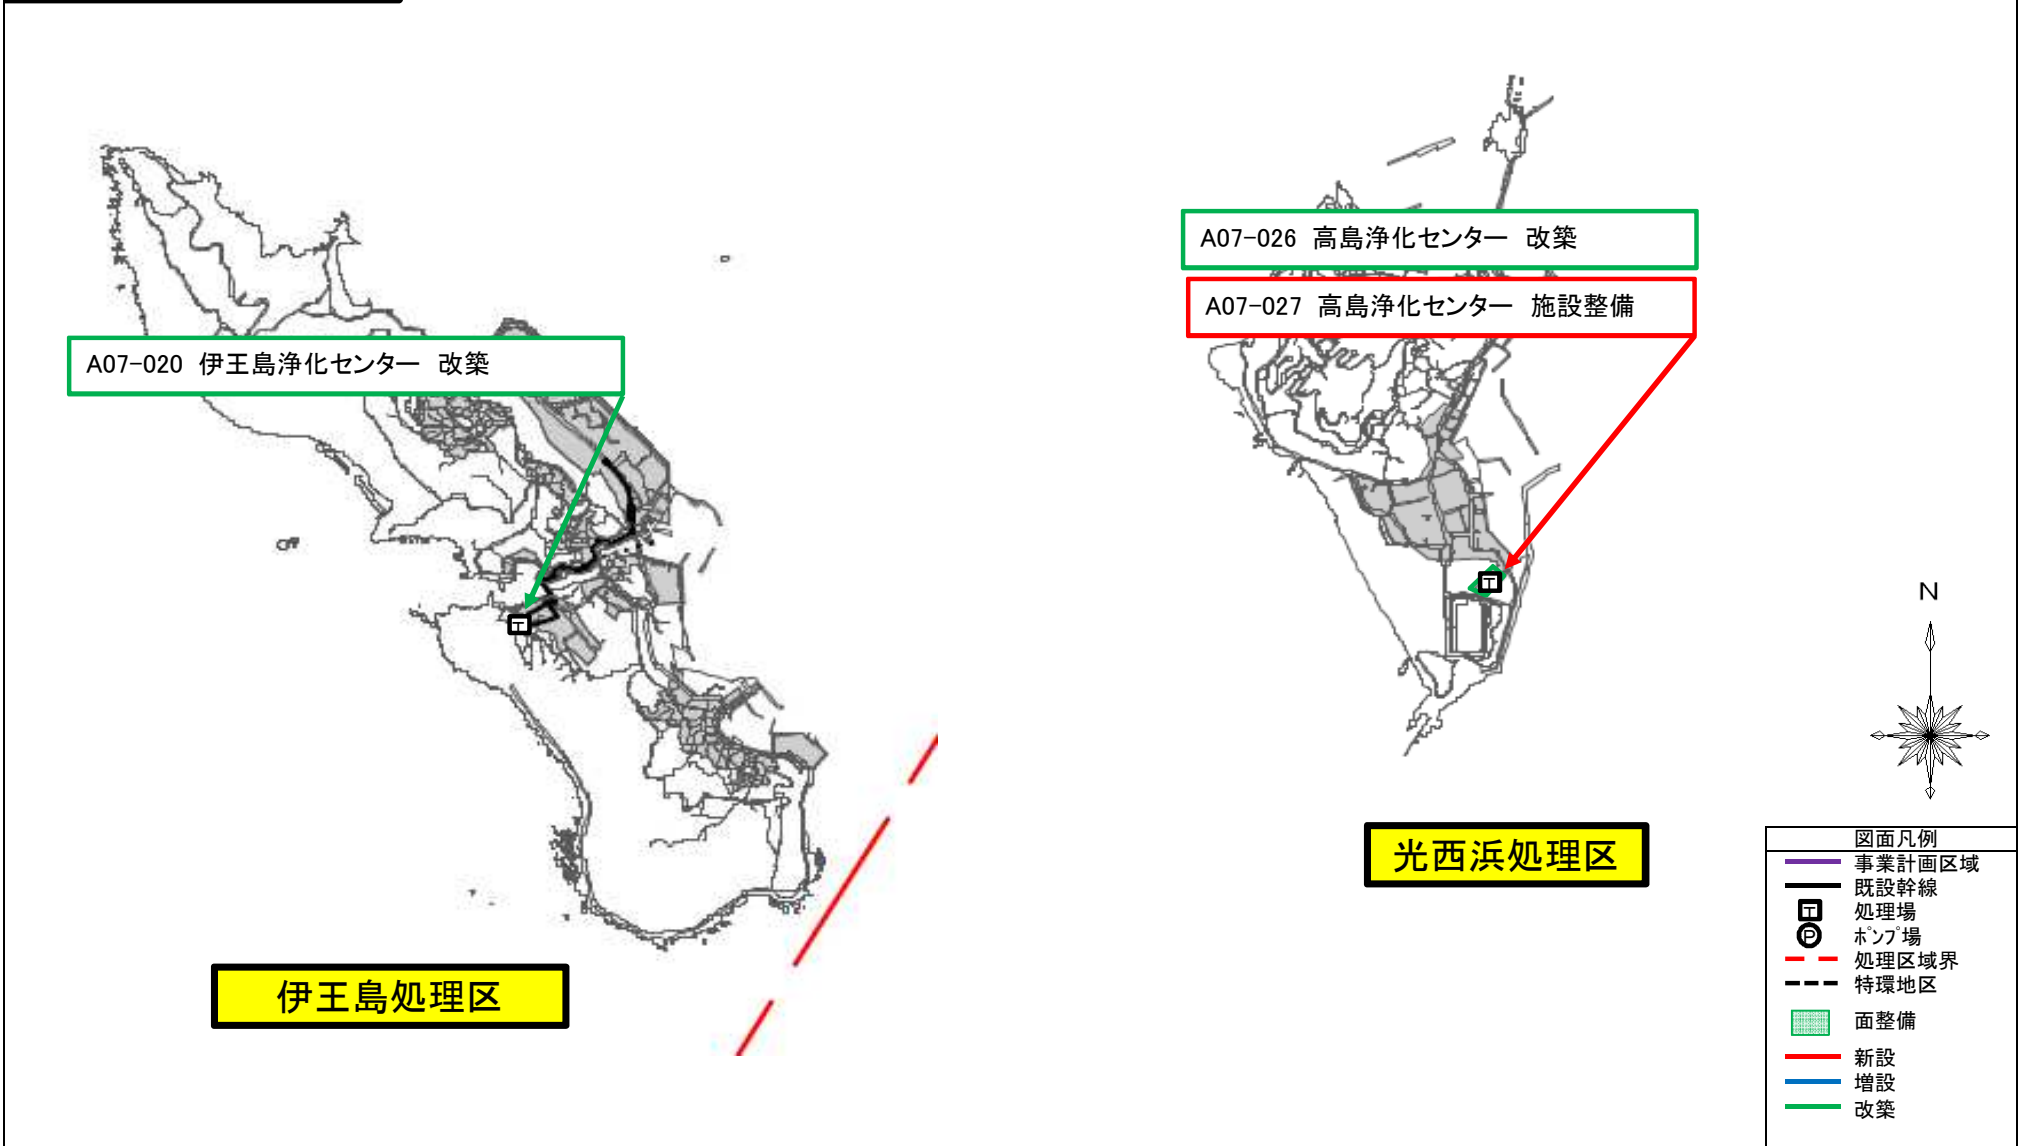 A07-026 高島浄化センター 改築
A07-027 高島浄化センター 施設整備
A07-020 伊王島浄化センター 改築
T
T
N
光西浜処理区
伊王島処理区
図面凡例
事業計画区域
既設幹線
T 処理場
P ポンプ場
処理区域界
特環地区
面整備
新設
増設
改築